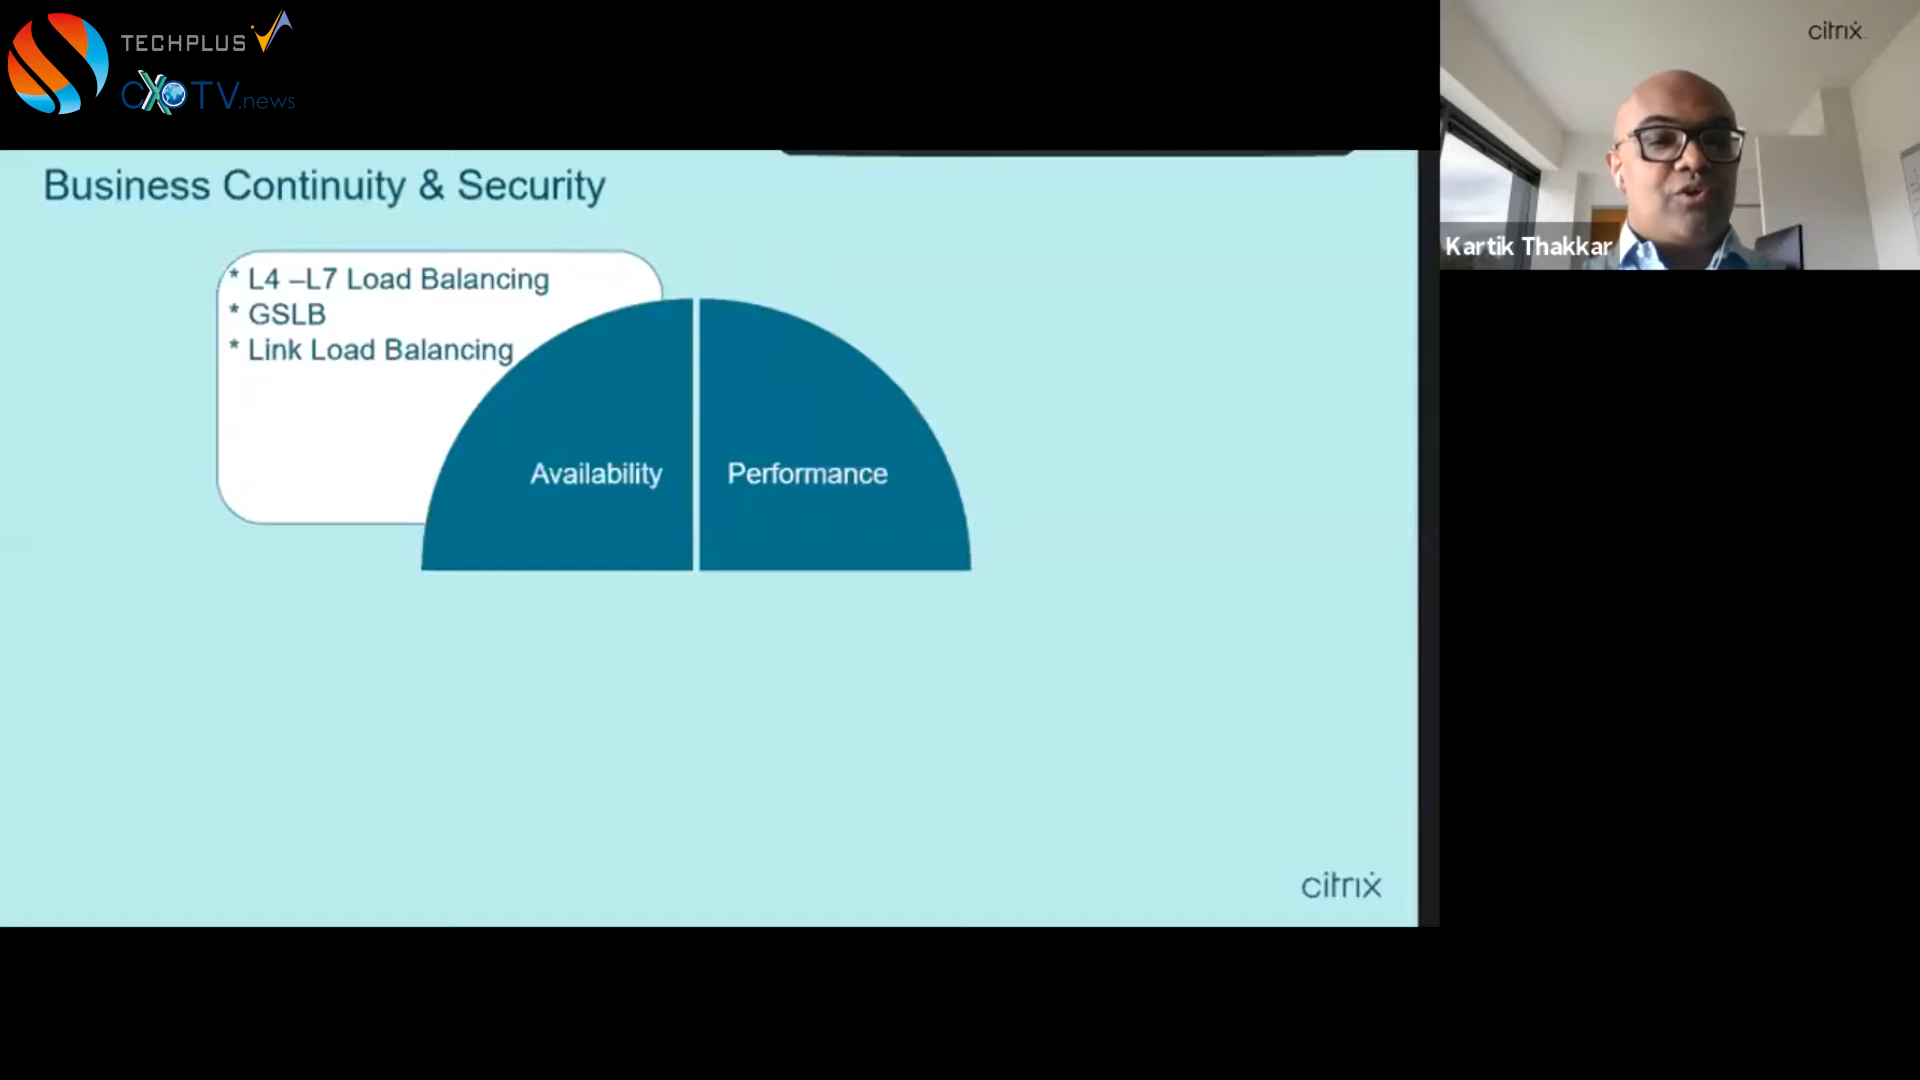 TECHPLUS
CXOTV.news
citrix
Kartik Thakkar
Business Continuity & Security
* L4 –L7 Load Balancing
* GSLB
* Link Load Balancing
Availability
Performance
citrix